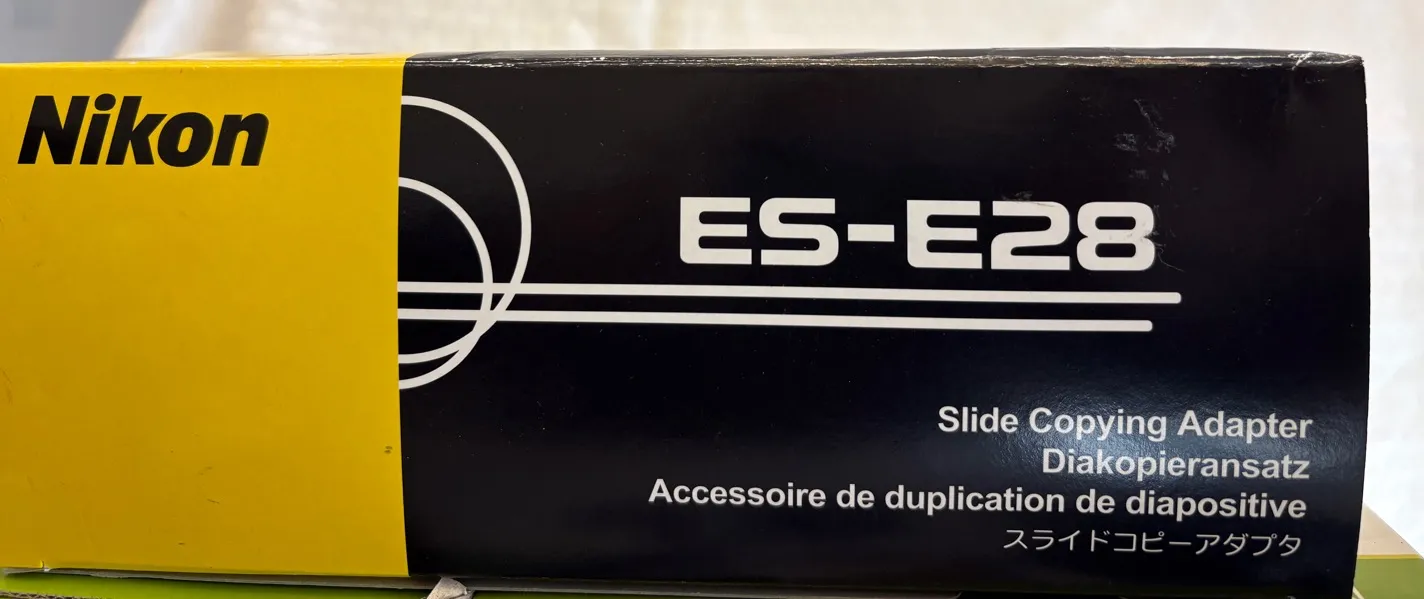 Nikon
ES-E28
Slide Copying Adapter
Diakopieransatz
Accessoire de duplication de diapositive
スライドコピーアダプタ